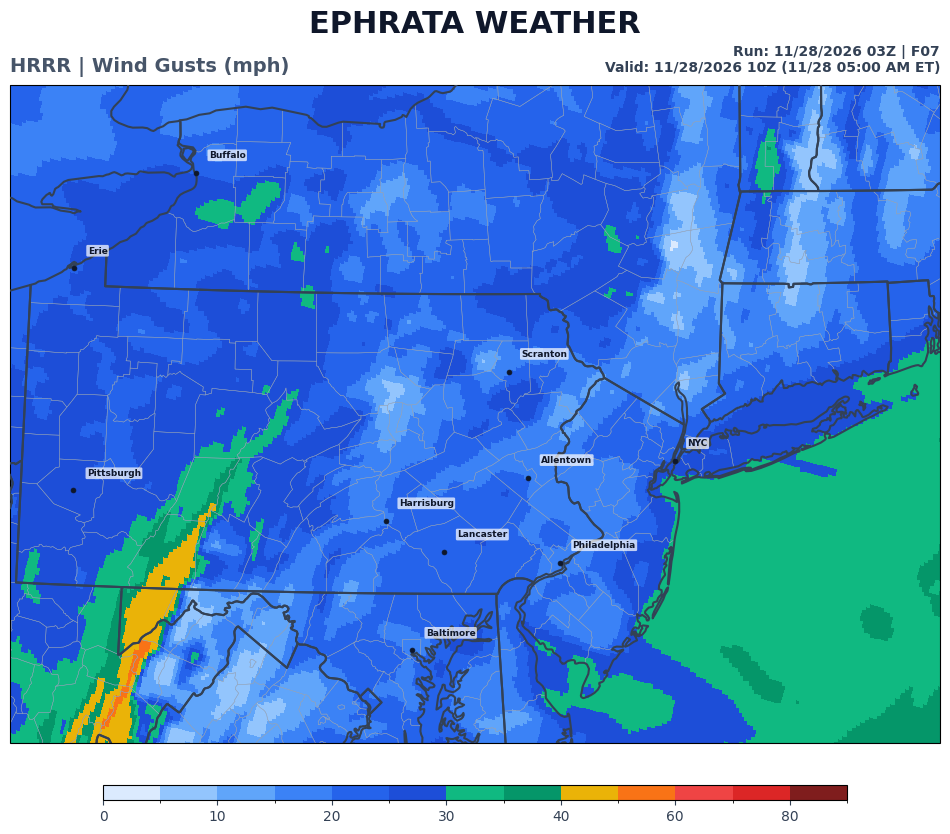 EPHRATA WEATHER
HRRR | Wind Gusts (mph)
Run: 11/28/2026 03Z | F07
Valid: 11/28/2026 10Z (11/28 05:00 AM ET)
Buffalo
Erie
Scranton
NYC
Allentown
Pittsburgh
Harrisburg
Lancaster
Philadelphia
Baltimore
0 10 20 30 40 50 60 70 80